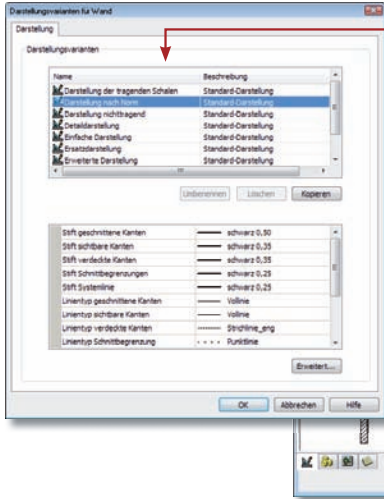 Darstellungsvarianten für Wand
Darstellung
Darstellungsvarianten
Name Beschreibung
Darstellung der tragenden Schalen Standard-Darstellung
Darstellung nach Norm Standard-Darstellung
Darstellung nichttragend Standard-Darstellung
Detaildarstellung Standard-Darstellung
Einfache Darstellung Standard-Darstellung
Ersatzdarstellung Standard-Darstellung
Erweiterte Darstellung Standard-Darstellung
Umbenennen Löschen Kopieren
Stift geschnittene Kanten schwarz 0,50
Stift sichtbare Kanten schwarz 0,35
Stift verdeckte Kanten schwarz 0,35
Stift Schnittbegrenzungen schwarz 0,25
Stift Systemlinie schwarz 0,25
Linientyp geschnittene Kanten Vollinie
Linientyp sichtbare Kanten Vollinie
Linientyp verdeckte Kanten Strichlinie_eng
Linientyp Schnittbegrenzung Punktlinie
Erweitert...
OK Abbrechen Hilfe